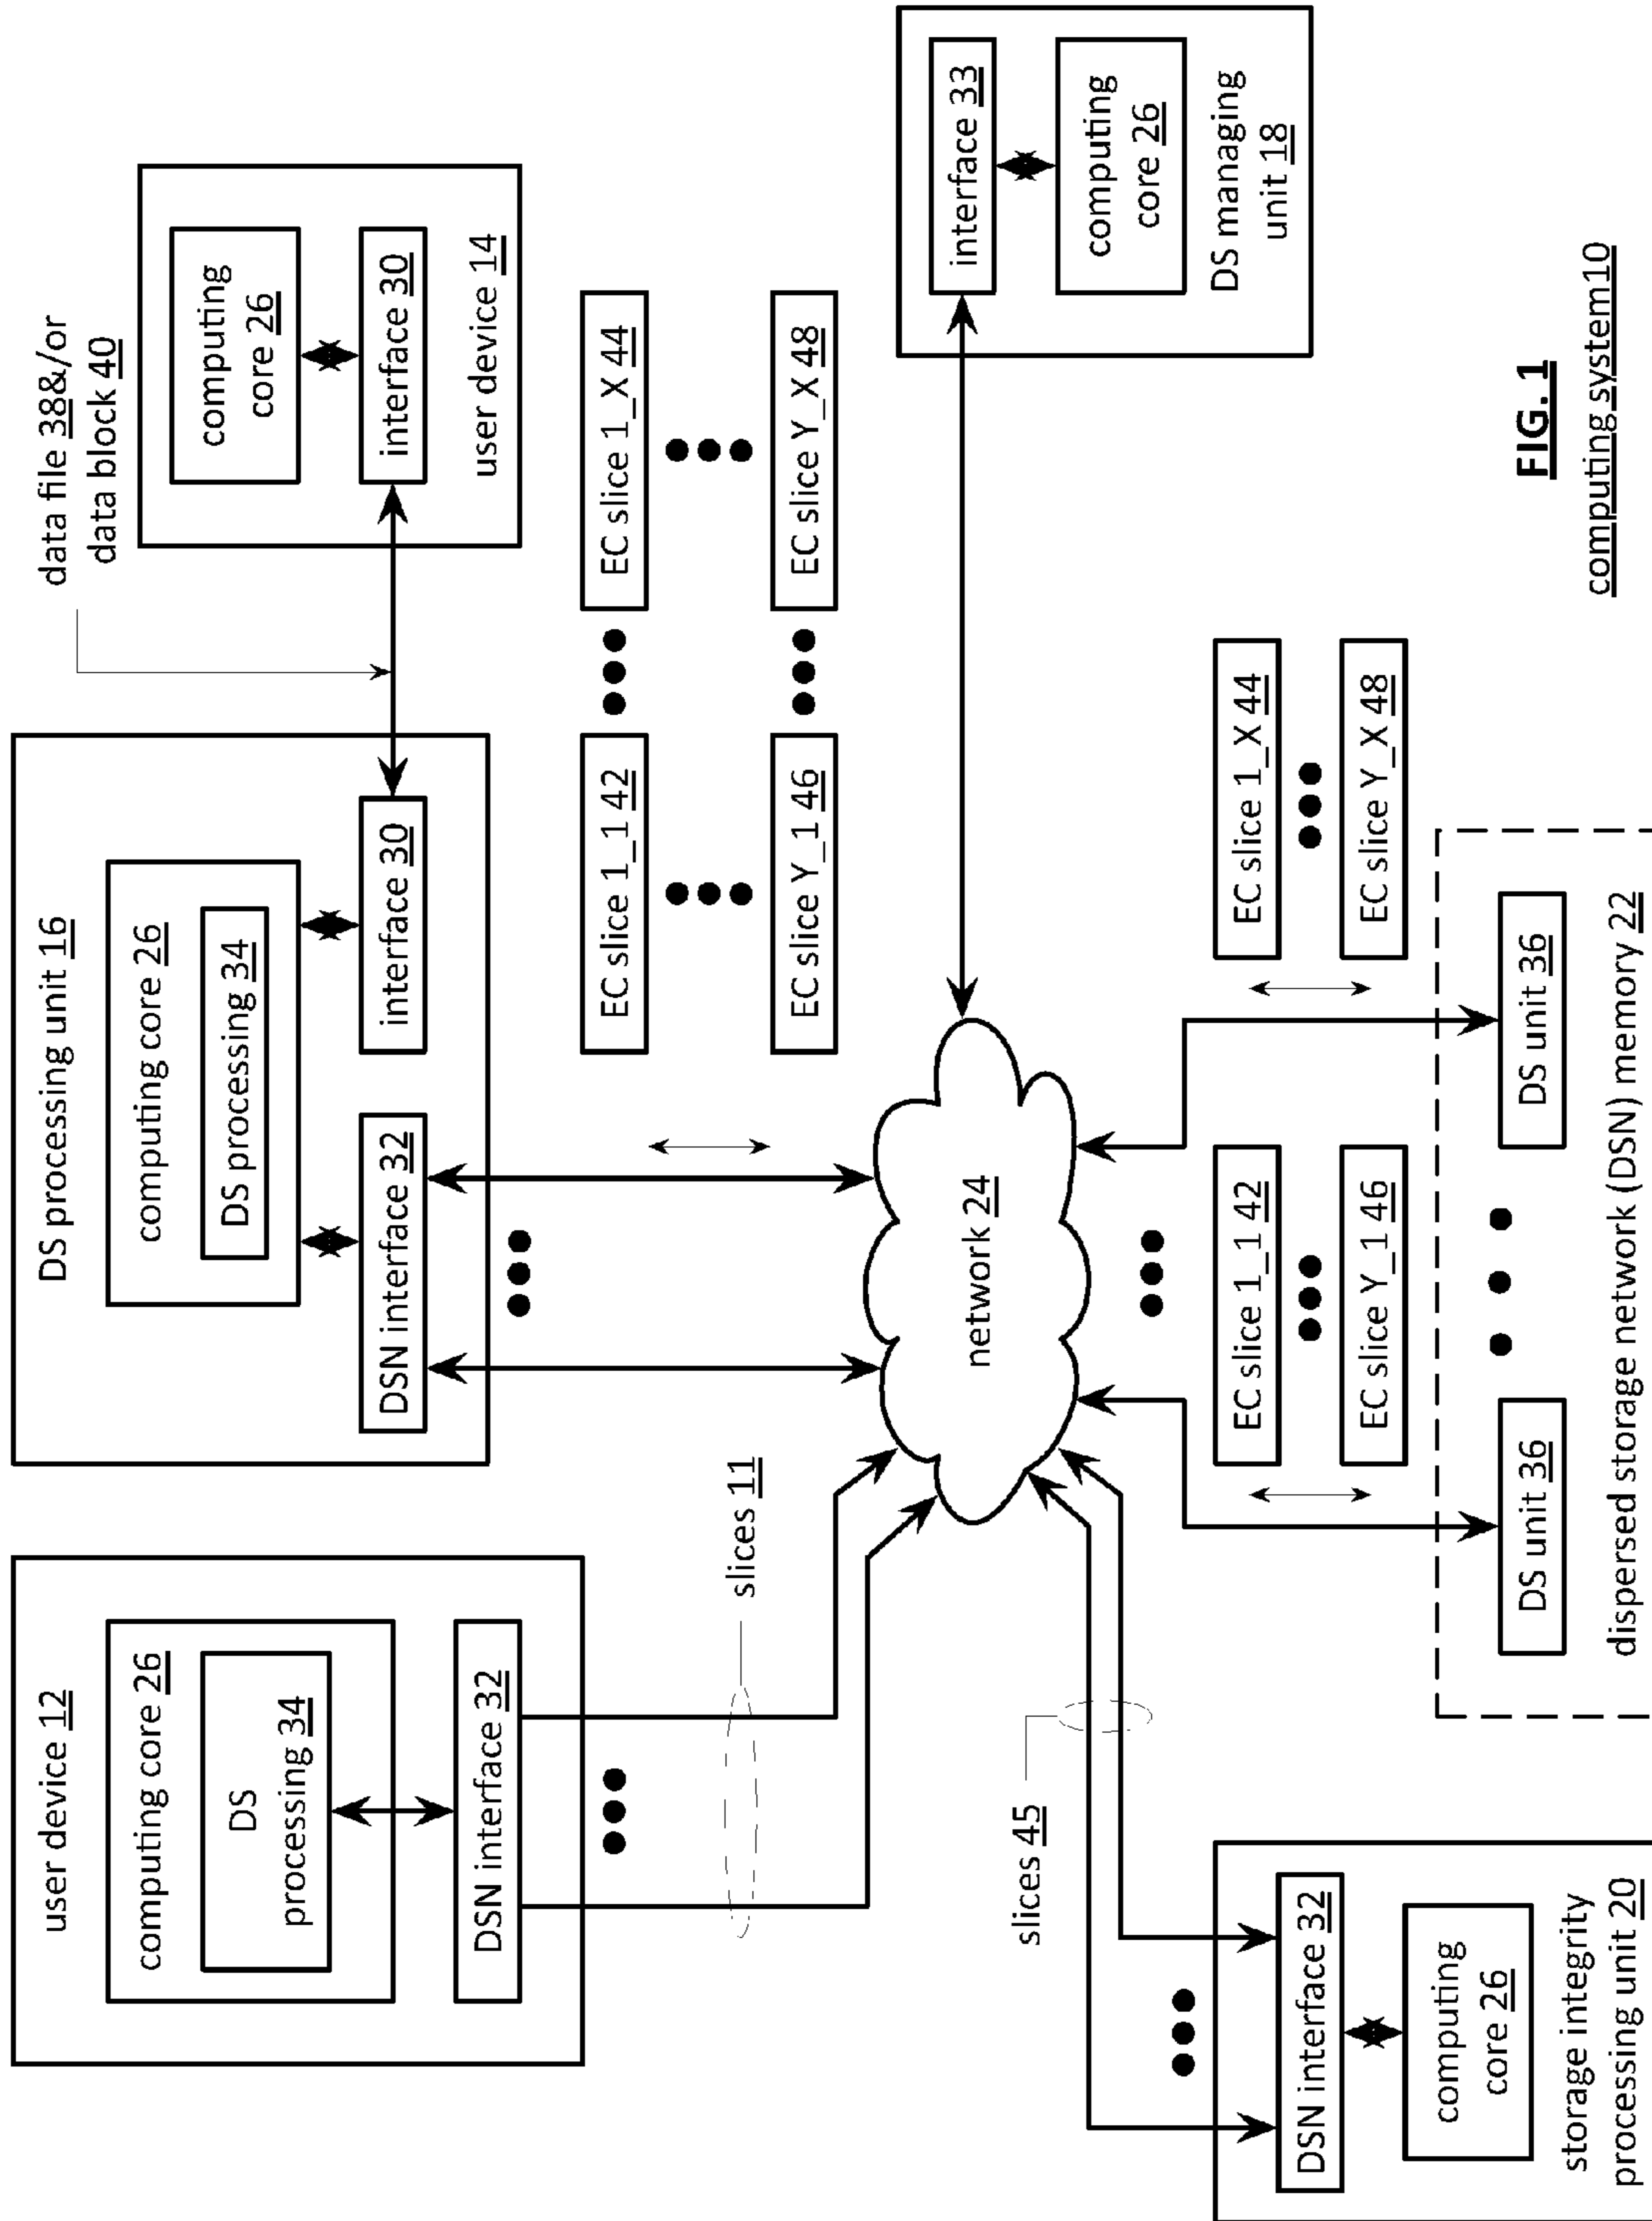 user device 12
computing core 26
DS
processing 34
DSN interface 32
slices 11
DS processing unit 16
computing core 26
DS processing 34
DSN interface 32
interface 30
data file 38&/or
data block 40
computing
core 26
interface 30
user device 14
EC slice 1_1 42
EC slice 1_X 44
EC slice Y_1 46
EC slice Y_X 48
network 24
interface 33
computing
core 26
DS managing
unit 18
slices 45
DSN interface 32
computing
core 26
storage integrity
processing unit 20
EC slice 1_1 42
EC slice Y_1 46
EC slice 1_X 44
EC slice Y_X 48
DS unit 36
DS unit 36
dispersed storage network (DSN) memory 22
FIG. 1
computing system10